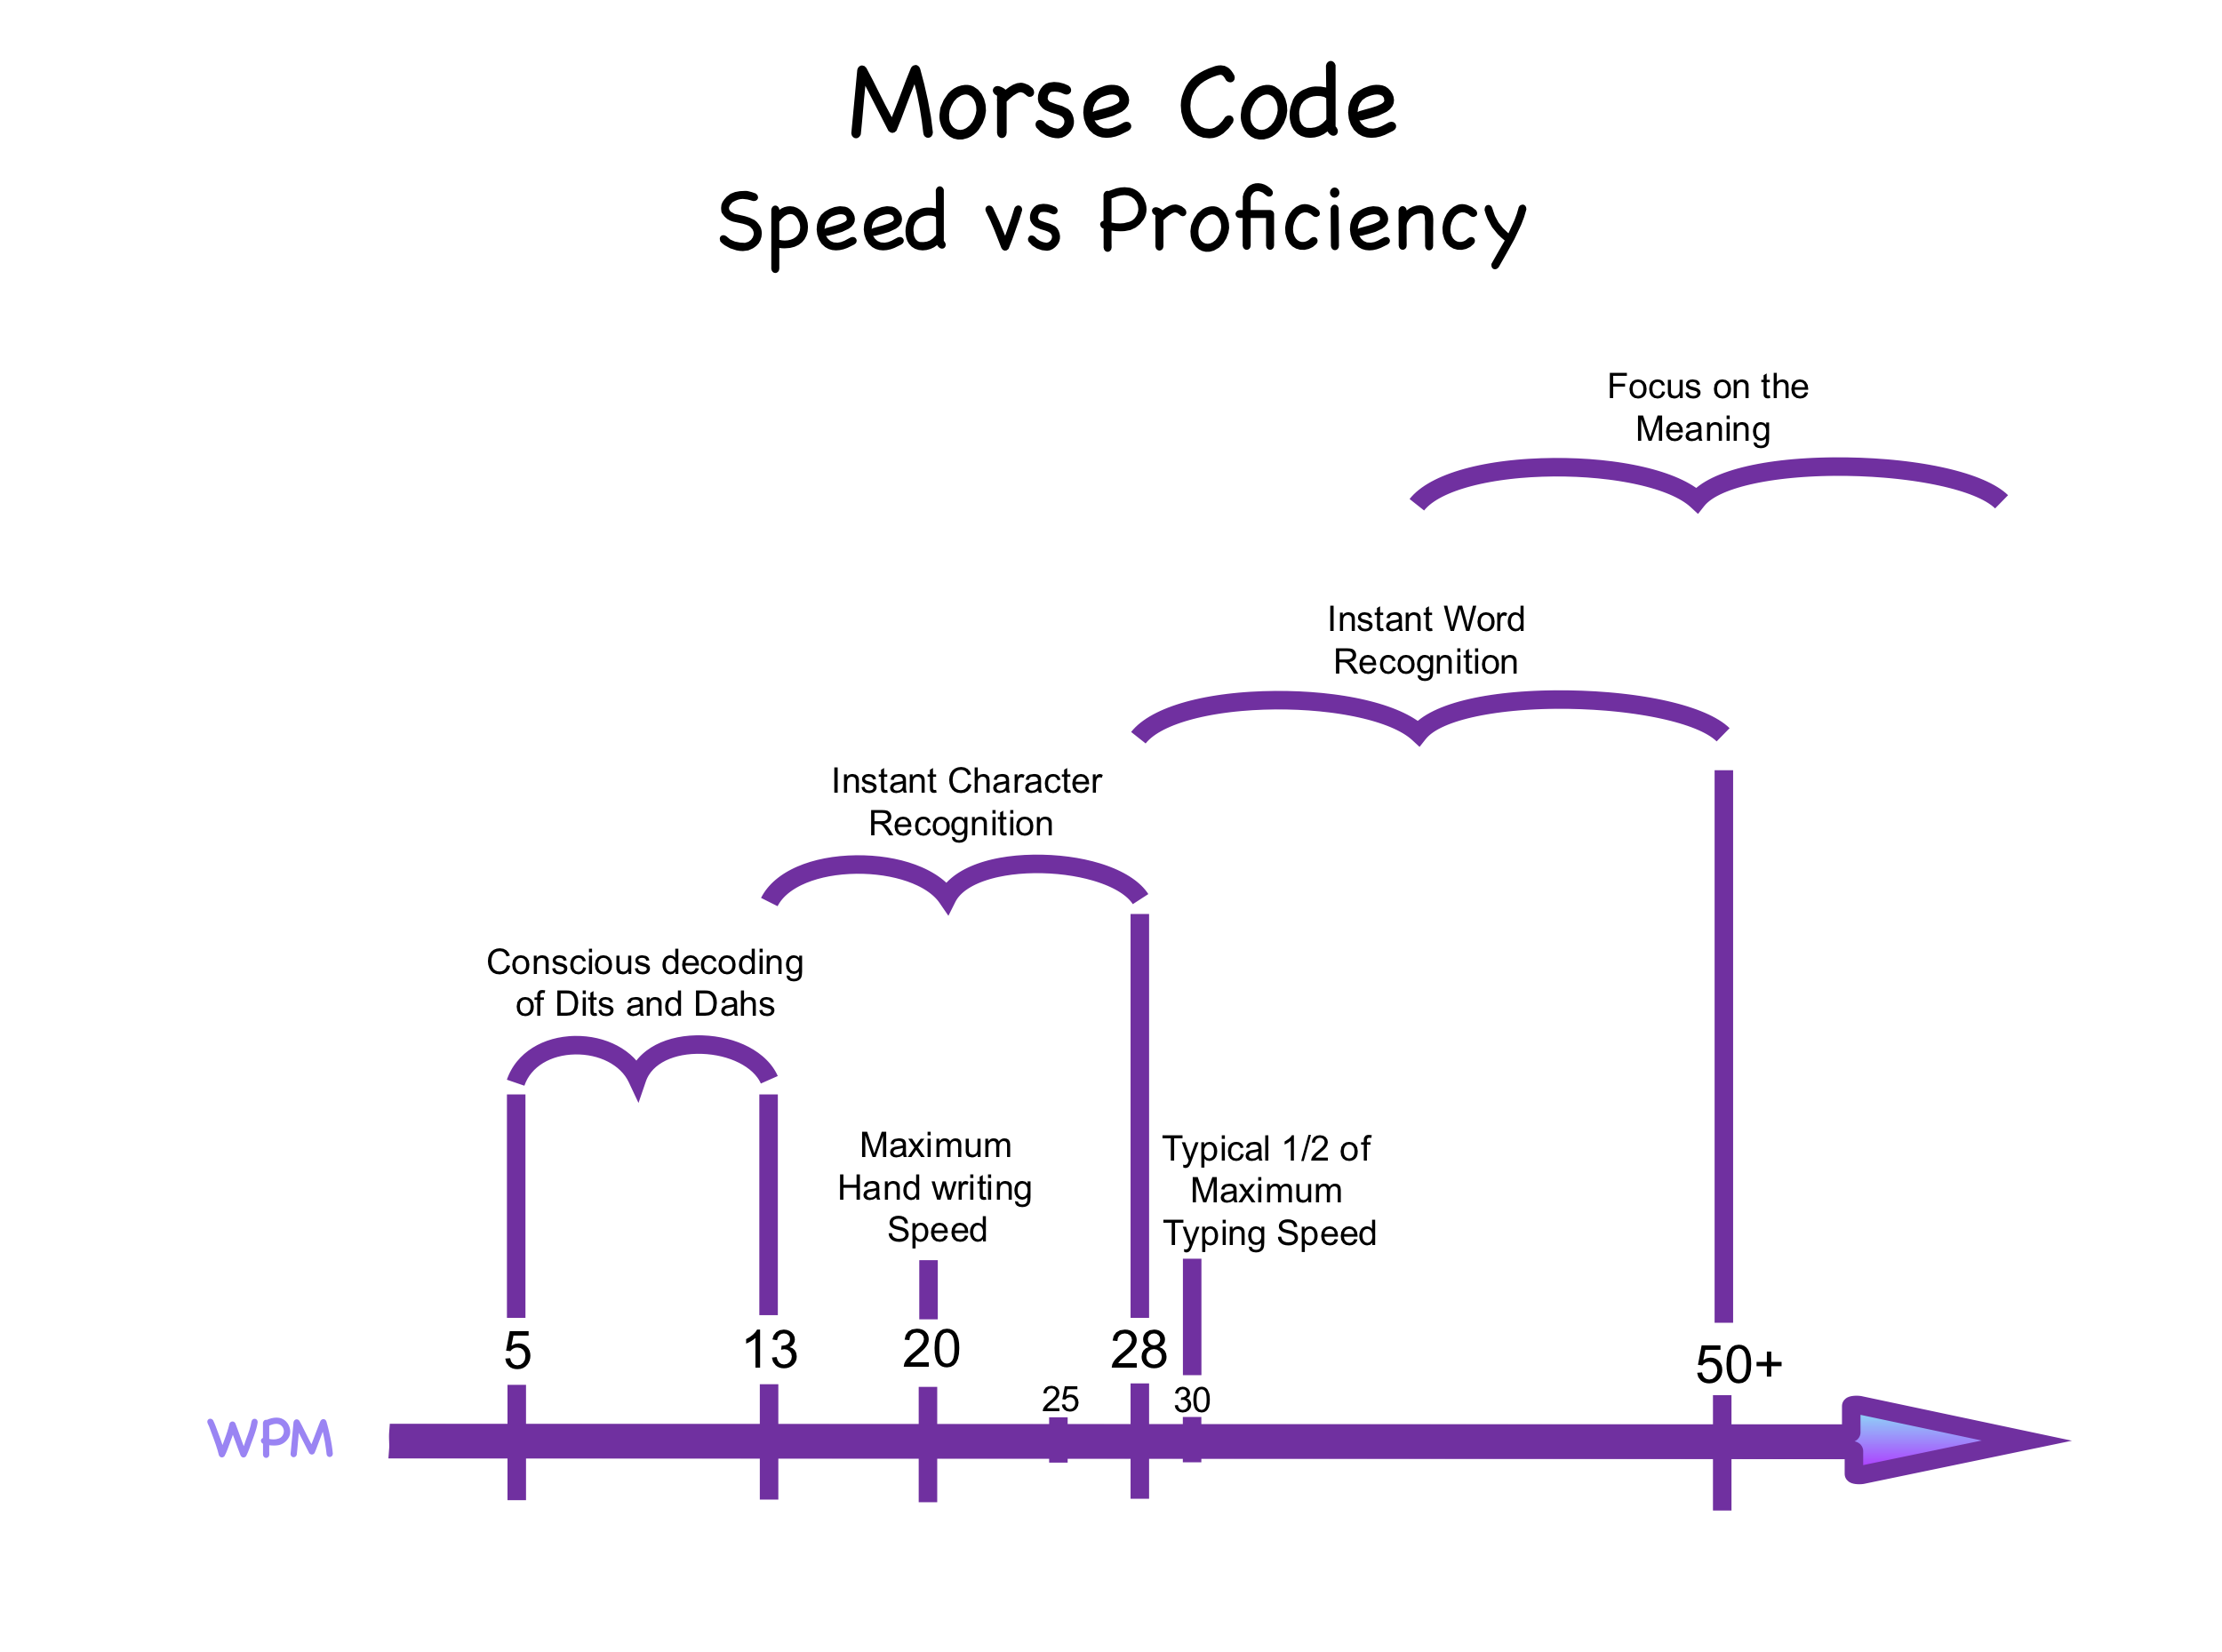 Morse Code
Speed vs Proficiency
Focus on the
Meaning
Instant Word
Recognition
Instant Character
Recognition
Conscious decoding
of Dits and Dahs
Maximum
Hand writing
Speed
Typical 1/2 of
Maximum
Typing Speed
5
13
20
25
28
30
50+
WPM